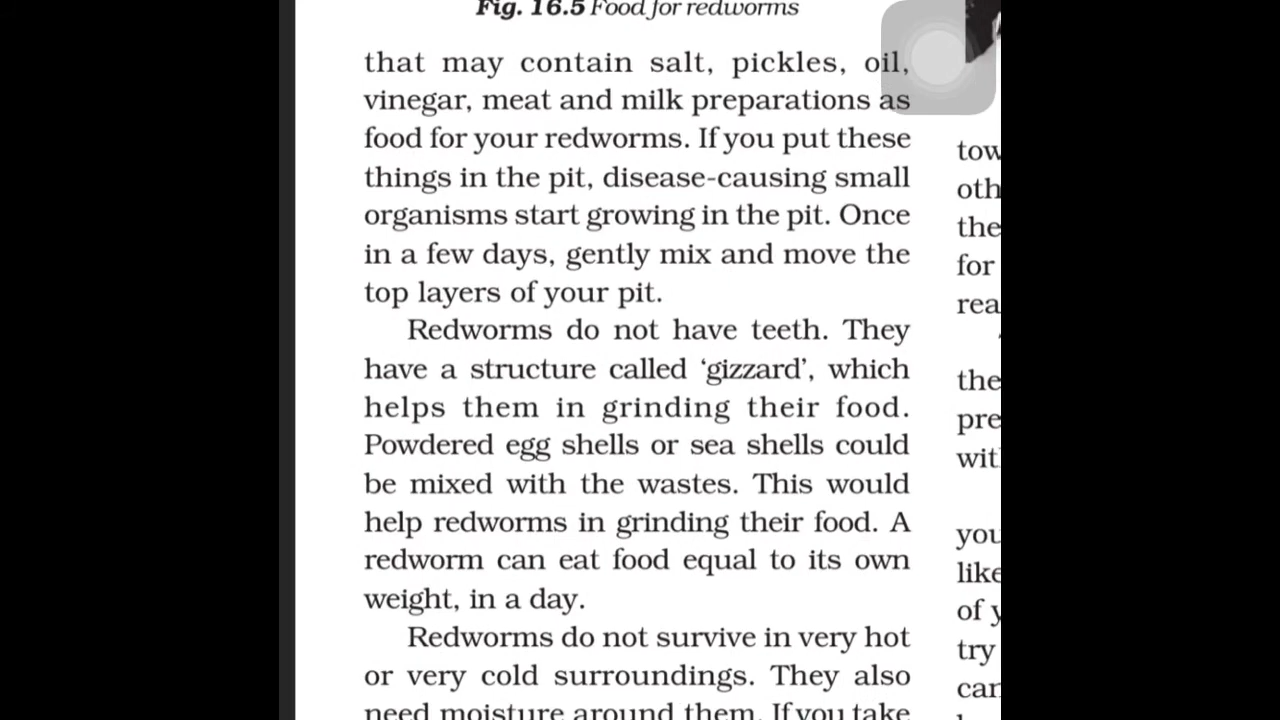 Fig. 16.5 Food for redworms
that may contain salt, pickles, oil,
vinegar, meat and milk preparations as
food for your redworms. If you put these
things in the pit, disease-causing small
organisms start growing in the pit. Once
in a few days, gently mix and move the
top layers of your pit.
Redworms do not have teeth. They
have a structure called ‘gizzard’, which
helps them in grinding their food.
Powdered egg shells or sea shells could
be mixed with the wastes. This would
help redworms in grinding their food. A
redworm can eat food equal to its own
weight, in a day.
Redworms do not survive in very hot
or very cold surroundings. They also
need moisture around them. If you take
the
for
the
of
try